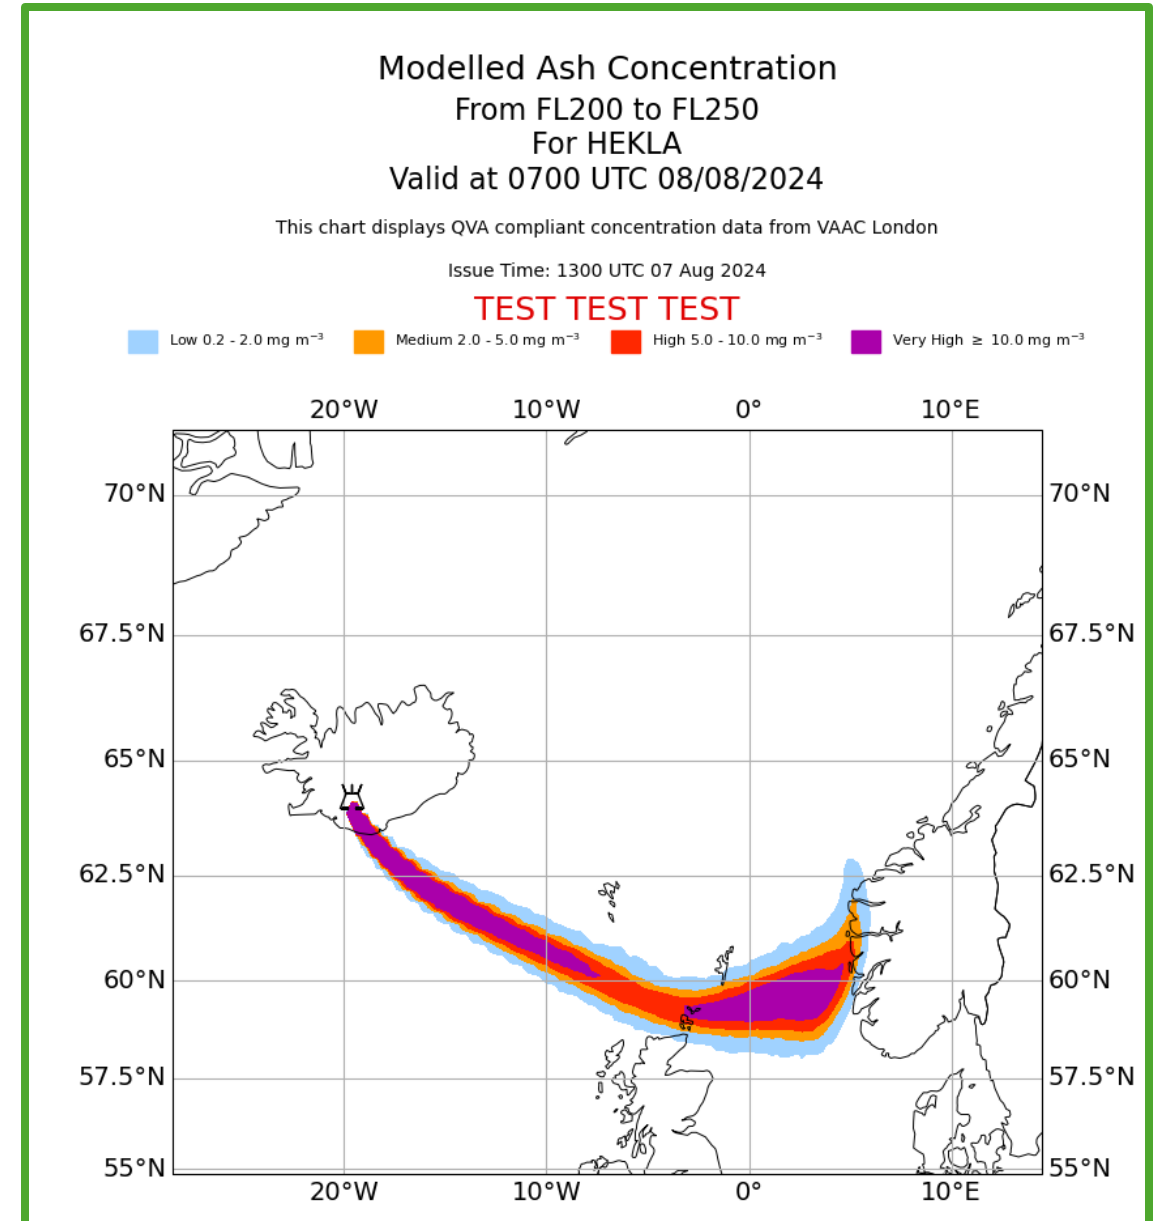 Modelled Ash Concentration
From FL200 to FL250
For HEKLA
Valid at 0700 UTC 08/08/2024
This chart displays QVA compliant concentration data from VAAC London
Issue Time: 1300 UTC 07 Aug 2024
TEST TEST TEST
Low 0.2 - 2.0 mg m⁻³ Medium 2.0 - 5.0 mg m⁻³ High 5.0 - 10.0 mg m⁻³ Very High ≥ 10.0 mg m⁻³
20°W 10°W 0° 10°E
70°N 70°N
67.5°N 67.5°N
65°N 65°N
62.5°N 62.5°N
60°N 60°N
57.5°N 57.5°N
55°N 55°N
20°W 10°W 0° 10°E